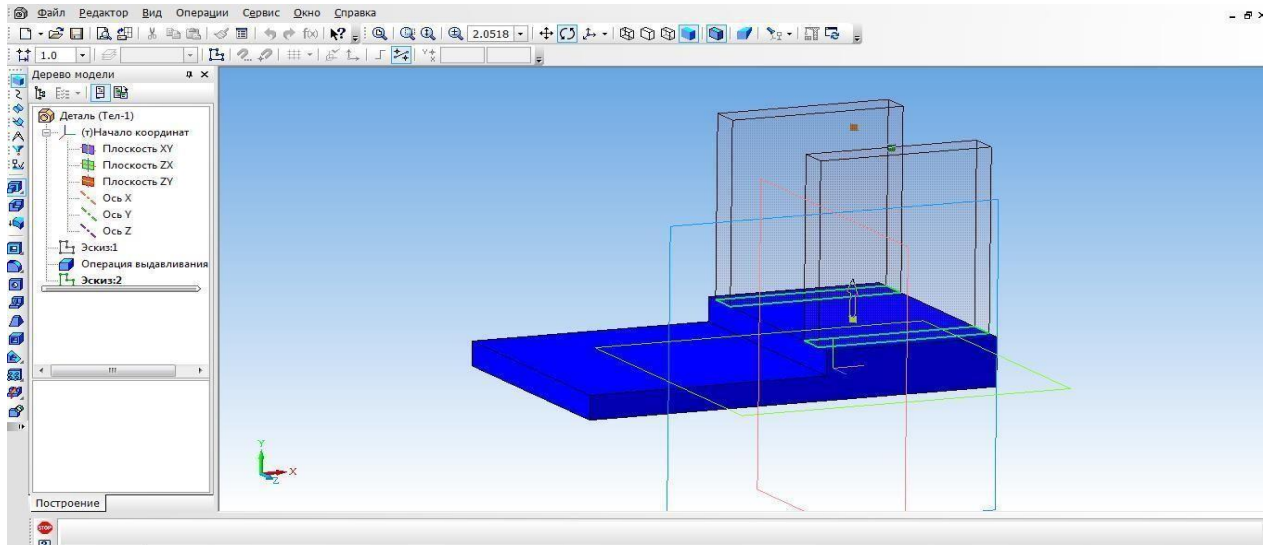 Файл Редактор Вид Операции Сервис Окно Справка
f(x) 2.0518
1.0
Дерево модели
Деталь (Тел-1)
(т)Начало координат
Плоскость XY
Плоскость ZX
Плоскость ZY
Ось X
Ось Y
Ось Z
Эскиз:1
Операция выдавливания
Эскиз:2
Y
X
Z
Построение
STOP